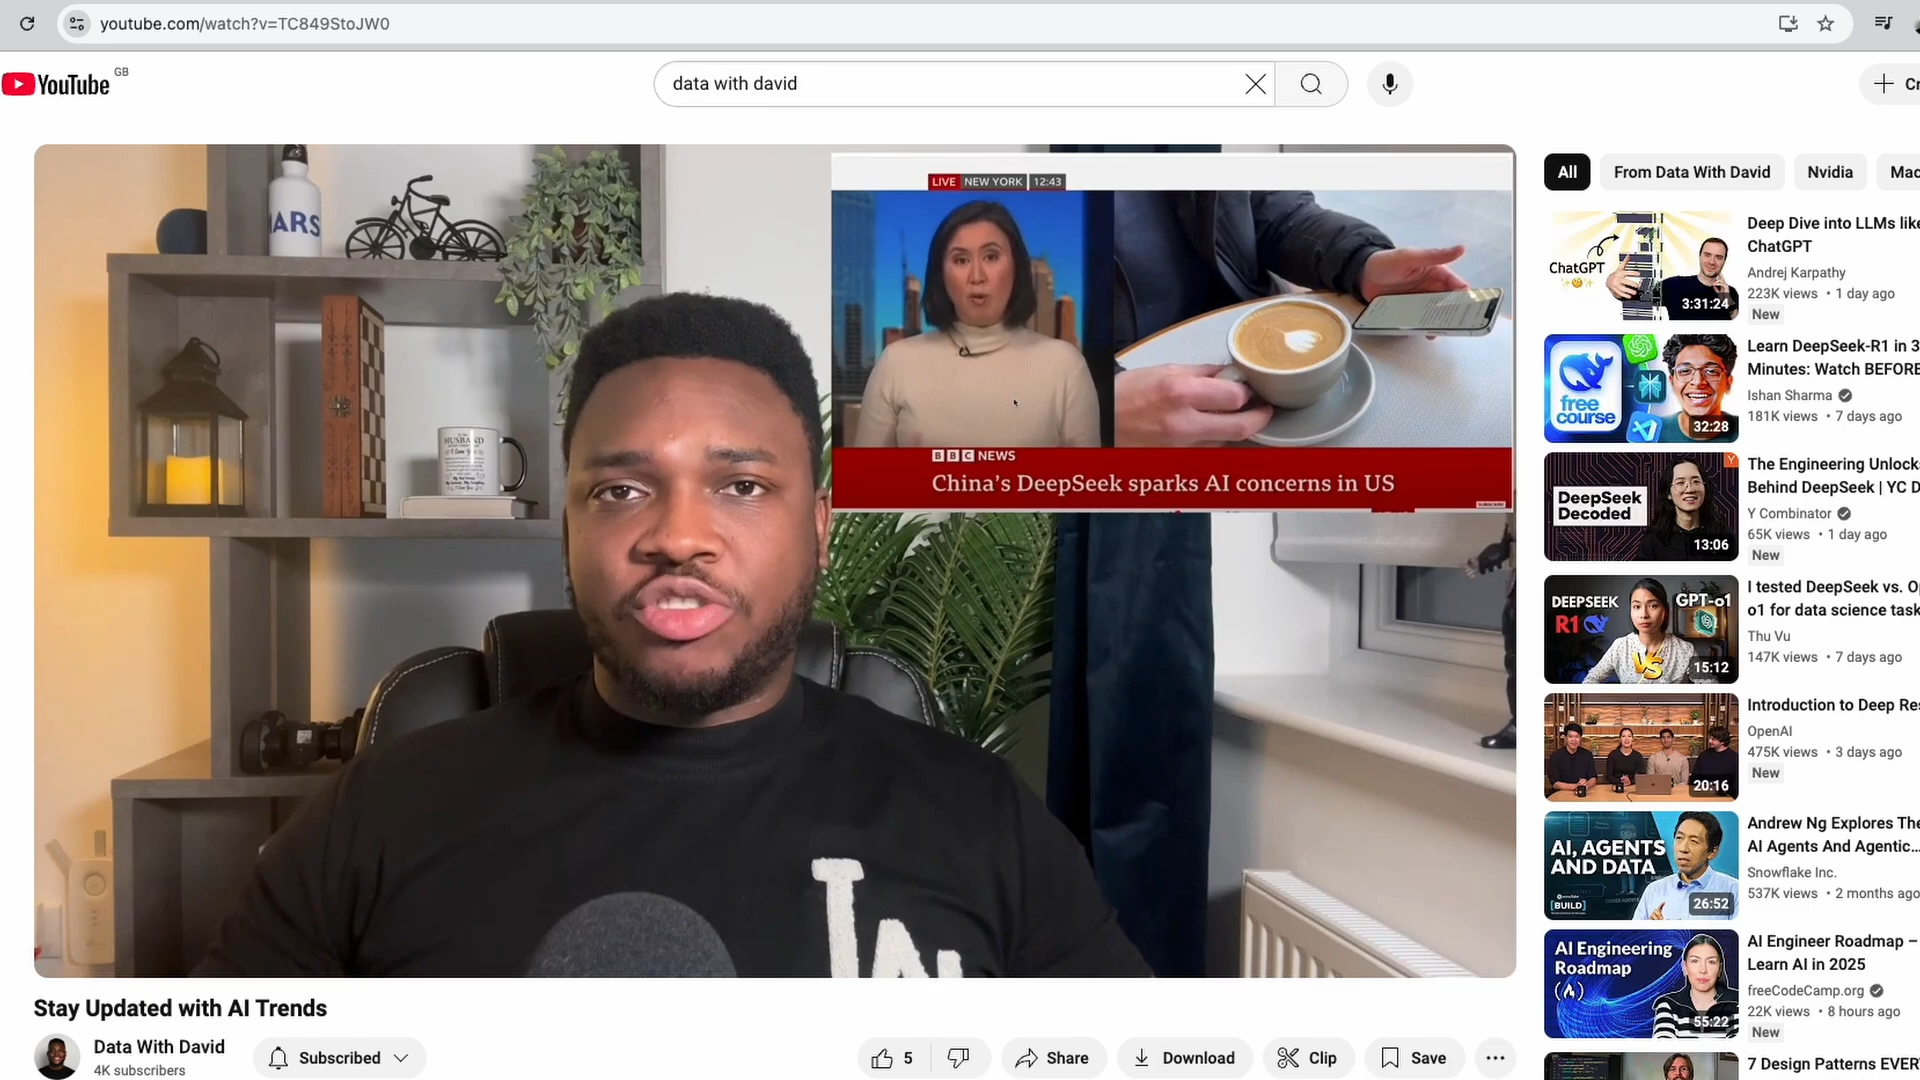 youtube.com/watch?v=TC849StoJW0
YouTube
GB
data with david
Cr
ARS
HUSBAND
LIVE NEW YORK 12:43
BBC NEWS
China's DeepSeek sparks AI concerns in US
LA
Stay Updated with AI Trends
Data With David
4K subscribers
Subscribed
5
Share
Download
Clip
Save
All
From Data With David
Nvidia
Mac
ChatGPT
3:31:24
Deep Dive into LLMs like
ChatGPT
Andrej Karpathy
223K views • 1 day ago
New
free
course
32:28
Learn DeepSeek-R1 in 3
Minutes: Watch BEFORE
Ishan Sharma
181K views • 7 days ago
DeepSeek
Decoded
Y
13:06
The Engineering Unlock
Behind DeepSeek | YC D
Y Combinator
65K views • 1 day ago
New
DEEPSEEK
R1
GPT-o1
VS
15:12
I tested DeepSeek vs. Op
o1 for data science task
Thu Vu
147K views • 7 days ago
20:16
Introduction to Deep Res
OpenAI
475K views • 3 days ago
New
AI, AGENTS
AND DATA
[BUILD]
26:52
Andrew Ng Explores The
AI Agents And Agentic...
Snowflake Inc.
537K views • 2 months ago
AI Engineering
Roadmap
55:22
AI Engineer Roadmap –
Learn AI in 2025
freeCodeCamp.org
22K views • 8 hours ago
New
7 Design Patterns EVERY